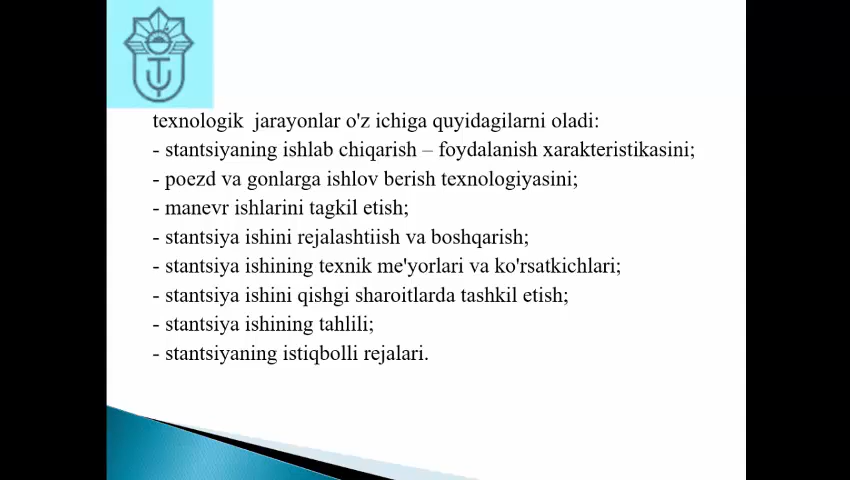 texnologik jarayonlar o'z ichiga quyidagilarni oladi:
- stantsiyaning ishlab chiqarish – foydalanish xarakteristikasini;
- poezd va gonlarga ishlov berish texnologiyasini;
- manevr ishlarini tagkil etish;
- stantsiya ishini rejalashtiish va boshqarish;
- stantsiya ishining texnik me'yorlari va ko'rsatkichlari;
- stantsiya ishini qishgi sharoitlarda tashkil etish;
- stantsiya ishining tahlili;
- stantsiyaning istiqbolli rejalari.